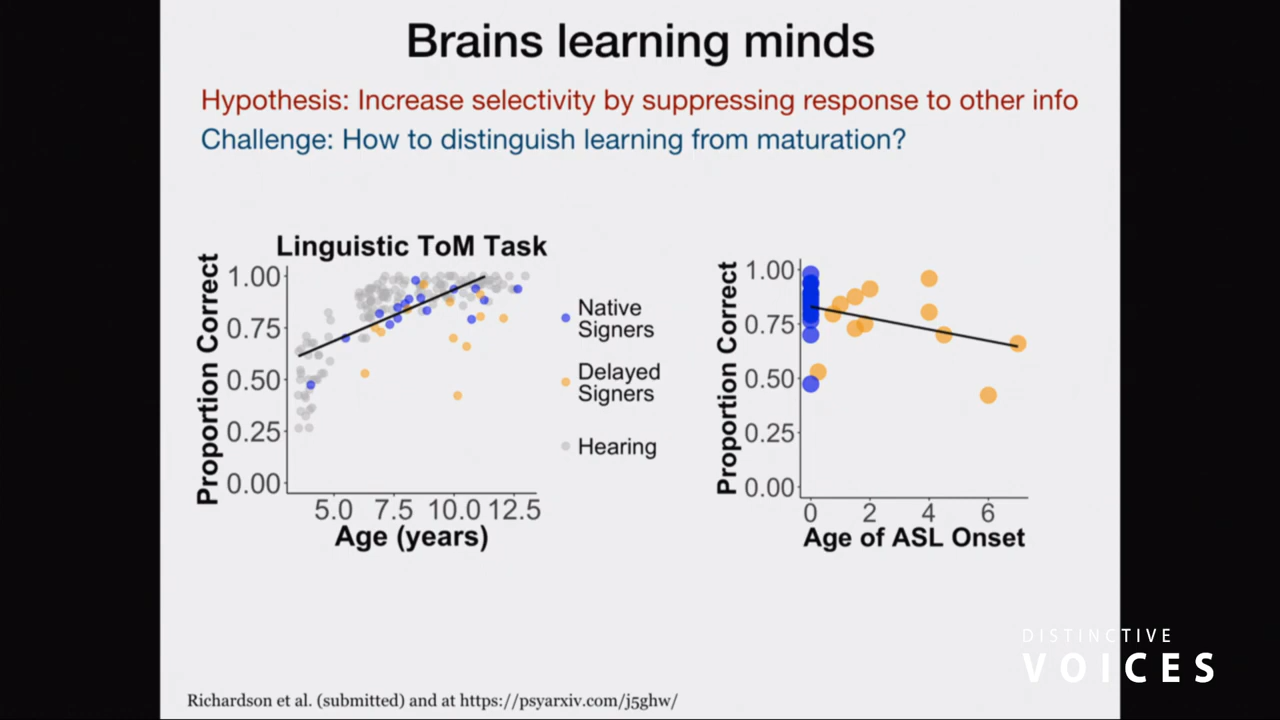 Brains learning minds
Hypothesis: Increase selectivity by suppressing response to other info
Challenge: How to distinguish learning from maturation?
Linguistic ToM Task
Proportion Correct
1.00
0.75
0.50
0.25
0.00
5.0 7.5 10.0 12.5
Age (years)
Native
Signers
Delayed
Signers
Hearing
Proportion Correct
1.00
0.75
0.50
0.25
0.00
0 2 4 6
Age of ASL Onset
DISTINCTIVE
VOICES
Richardson et al. (submitted) and at https://psyarxiv.com/j5ghw/